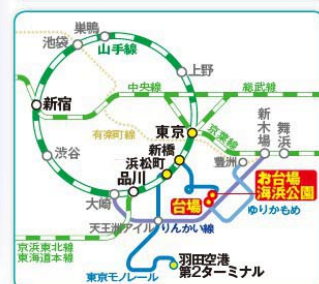 巣鴨
池袋
山手線
上野
中央線
総武線
新宿
有楽町線
東京
京葉線
新木場
舞浜
新橋
豊洲
渋谷
浜松町
品川
お台場
海浜公園
台場
大崎
ゆりかもめ
天王洲アイル
りんかい線
京浜東北線
東海道本線
羽田空港
第2ターミナル
東京モノレール